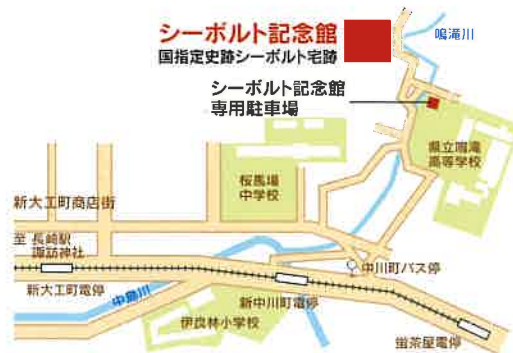 シーボルト記念館
国指定史跡シーボルト宅跡
鳴滝川
シーボルト記念館
専用駐車場
県立鳴滝
高等学校
桜馬場
中学校
新大工町商店街
至 長崎駅
諏訪神社
中川町バス停
新大工町電停
中島川
新中川町電停
伊良林小学校
蛍茶屋電停